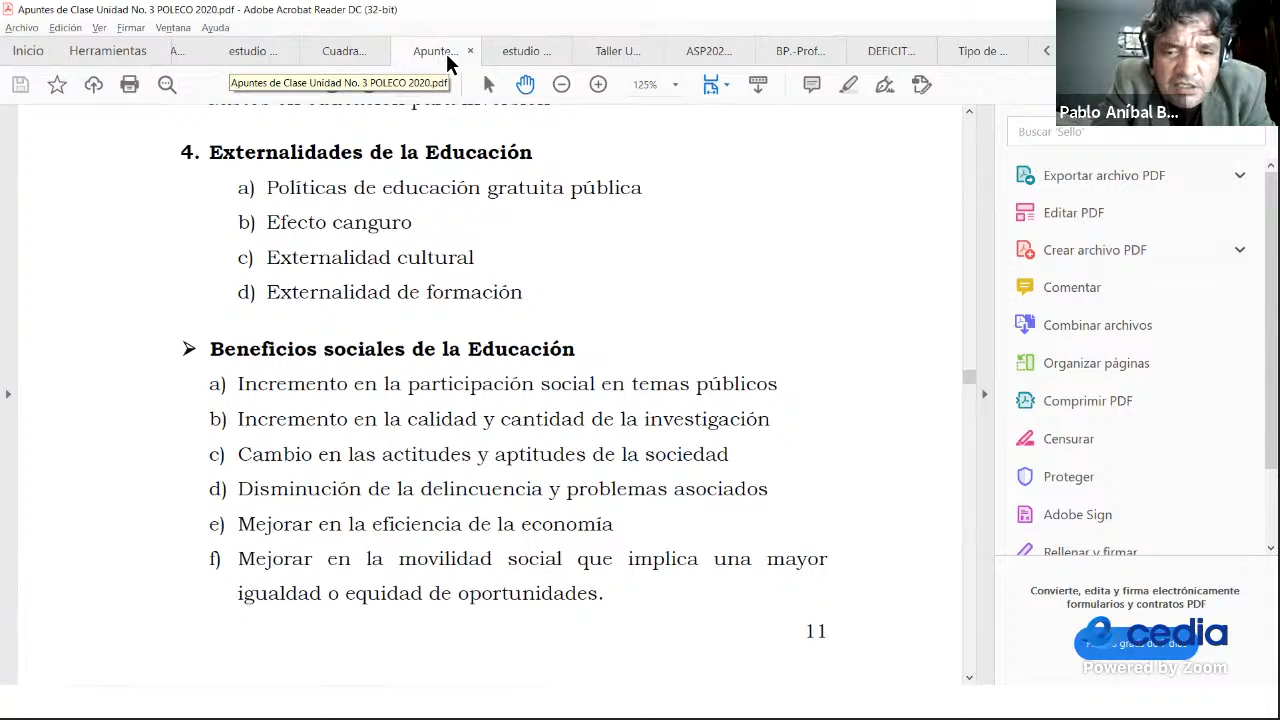 Apuntes de Clase Unidad No. 3 POLECO 2020.pdf - Adobe Acrobat Reader DC (32-bit)
Archivo Edición Ver Firmar Ventana Ayuda
Inicio Herramientas A... estudio ... Cuadra... Apunte... × estudio ... Taller U... ASP202... BP.-Prof... DEFICIT... Tipo de ...
Apuntes de Clase Unidad No. 3 POLECO 2020.pdf
125%
Pablo Aníbal B...
Buscar 'Sello'
4. Externalidades de la Educación
a) Políticas de educación gratuita pública
b) Efecto canguro
c) Externalidad cultural
d) Externalidad de formación
➢ Beneficios sociales de la Educación
a) Incremento en la participación social en temas públicos
b) Incremento en la calidad y cantidad de la investigación
c) Cambio en las actitudes y aptitudes de la sociedad
d) Disminución de la delincuencia y problemas asociados
e) Mejorar en la eficiencia de la economía
f) Mejorar en la movilidad social que implica una mayor
igualdad o equidad de oportunidades.
11
Exportar archivo PDF
Editar PDF
Crear archivo PDF
Comentar
Combinar archivos
Organizar páginas
Comprimir PDF
Censurar
Proteger
Adobe Sign
Rellenar y firmar
Convierte, edita y firma electrónicamente
formularios y contratos PDF
cedia
Powered by Zoom